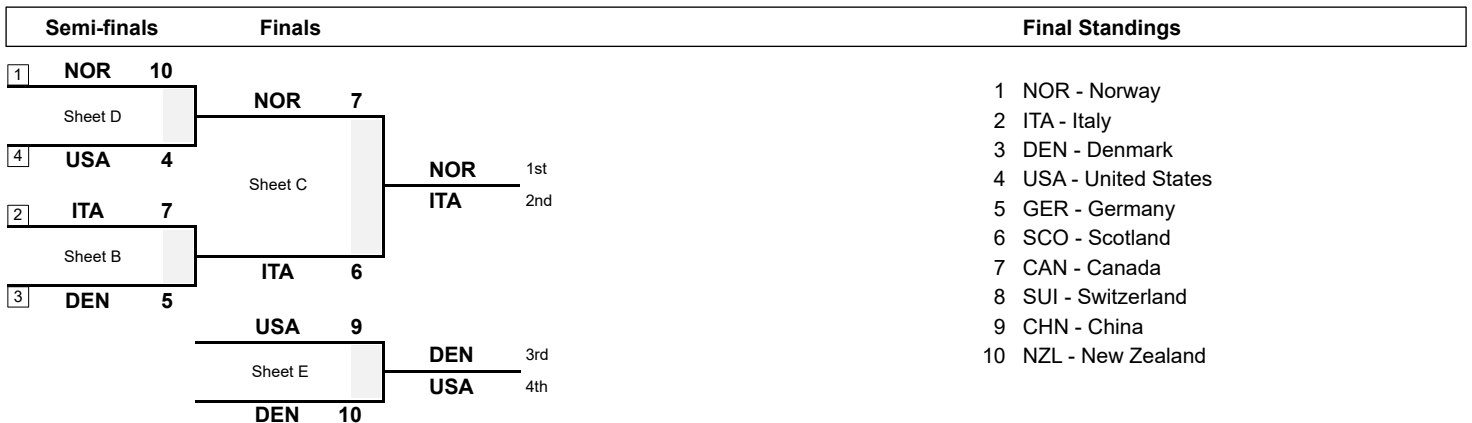 Semi-finals Finals Final Standings
1 NOR 10
Sheet D
4 USA 4
2 ITA 7
Sheet B
3 DEN 5
NOR 7
Sheet C
ITA 6
USA 9
Sheet E
DEN 10
NOR 1st
ITA 2nd
DEN 3rd
USA 4th
1 NOR - Norway
2 ITA - Italy
3 DEN - Denmark
4 USA - United States
5 GER - Germany
6 SCO - Scotland
7 CAN - Canada
8 SUI - Switzerland
9 CHN - China
10 NZL - New Zealand